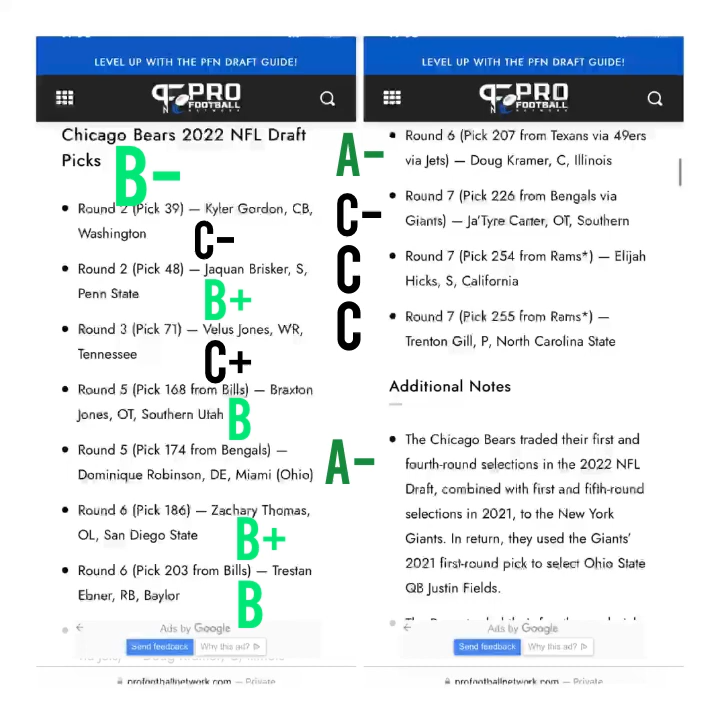 LEVEL UP WITH THE PFN DRAFT GUIDE!
PRO
FOOTBALL
NETWORK
Chicago Bears 2022 NFL Draft
Picks
B-
Round 2 (Pick 39) — Kyler Gordon, CB,
Washington
C-
Round 2 (Pick 48) — Jaquan Brisker, S,
Penn State
B+
Round 3 (Pick 71) — Velus Jones, WR,
Tennessee
C+
Round 5 (Pick 168 from Bills) — Braxton
Jones, OT, Southern Utah
B
Round 5 (Pick 174 from Bengals) —
Dominique Robinson, DE, Miami (Ohio)
A-
Round 6 (Pick 186) — Zachary Thomas,
OL, San Diego State
B+
Round 6 (Pick 203 from Bills) — Trestan
Ebner, RB, Baylor
B
Ads by Google
Send feedback
Why this ad?
profootballnetwork.com — Private
LEVEL UP WITH THE PFN DRAFT GUIDE!
PRO
FOOTBALL
NETWORK
Round 6 (Pick 207 from Texans via 49ers
via Jets) — Doug Kramer, C, Illinois
A-
Round 7 (Pick 226 from Bengals via
Giants) — Ja'Tyre Carter, OT, Southern
C-
Round 7 (Pick 254 from Rams*) — Elijah
Hicks, S, California
C
Round 7 (Pick 255 from Rams*) —
Trenton Gill, P, North Carolina State
C
Additional Notes
The Chicago Bears traded their first and
fourth-round selections in the 2022 NFL
Draft, combined with first and fifth-round
selections in 2021, to the New York
Giants. In return, they used the Giants'
2021 first-round pick to select Ohio State
QB Justin Fields.
Ads by Google
Send feedback
Why this ad?
profootballnetwork.com — Private